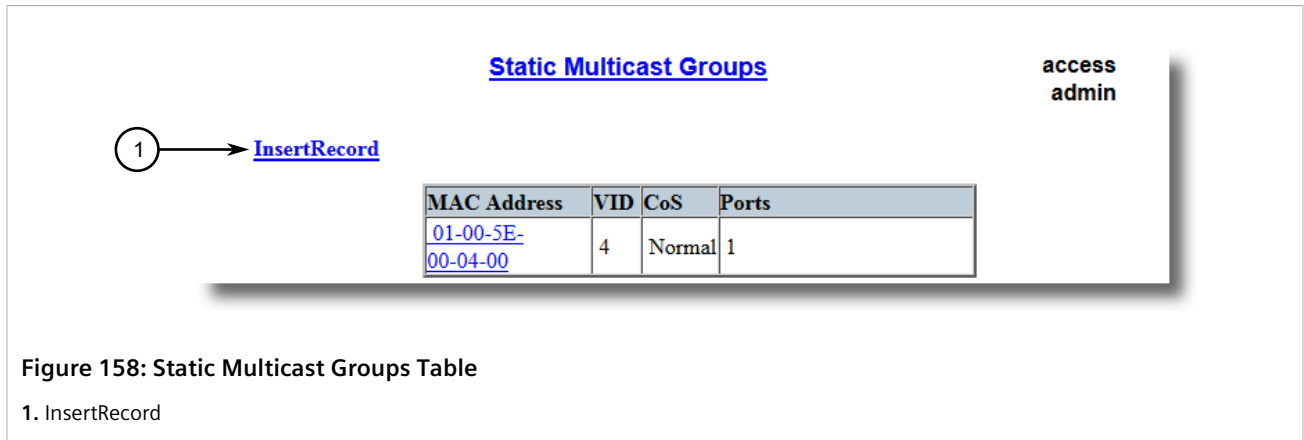 Static Multicast Groups
access
admin
1
InsertRecord
MAC Address VID CoS Ports
01-00-5E-
00-04-00 4 Normal 1
Figure 158: Static Multicast Groups Table
1. InsertRecord